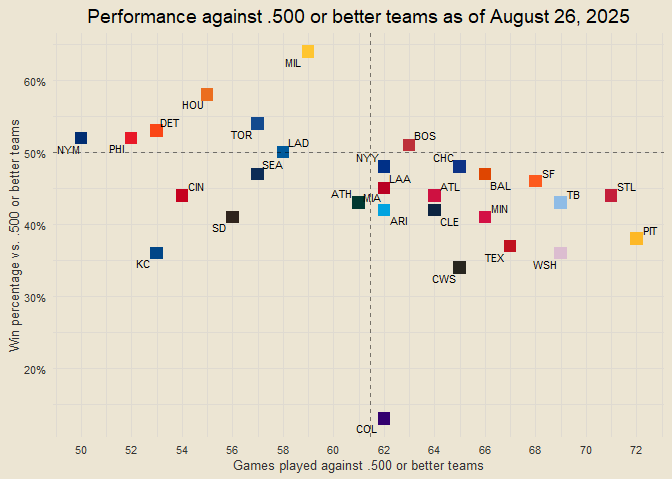 Performance against .500 or better teams as of August 26, 2025
Win percentage vs. .500 or better teams
60%
50%
40%
30%
20%
MIL
HOU
DET
TOR
NYM
PHI
LAD
BOS
SEA
NYY
CHC
CIN
LAA
ATL
BAL
SF
ATH
MIA
TB
STL
SD
ARI
CLE
MIN
PIT
KC
TEX
WSH
CWS
COL
50 52 54 56 58 60 62 64 66 68 70 72
Games played against .500 or better teams